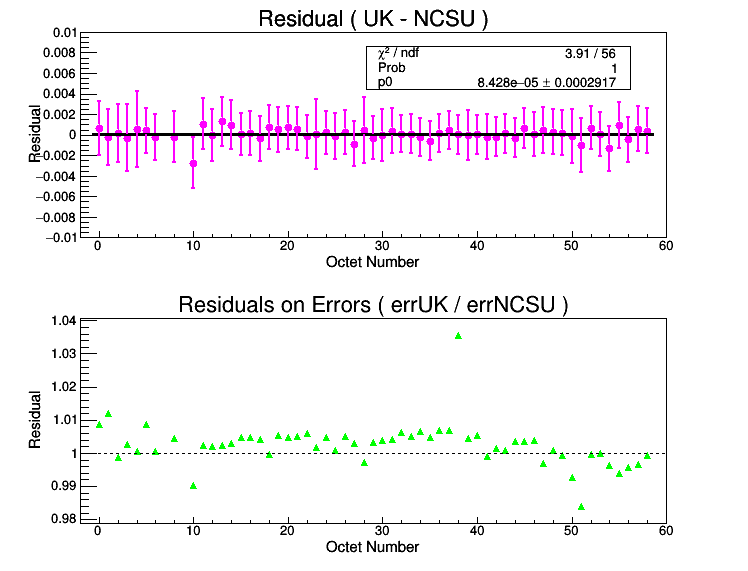 Residual ( UK - NCSU )
χ² / ndf 3.91 / 56
Prob 1
p0 8.428e−05 ± 0.0002917
0.01
0.008
0.006
0.004
0.002
0
−0.002
−0.004
−0.006
−0.008
−0.01
Residual
0 10 20 30 40 50 60
Octet Number
Residuals on Errors ( errUK / errNCSU )
1.04
1.03
1.02
1.01
1
0.99
0.98
Residual
0 10 20 30 40 50 60
Octet Number